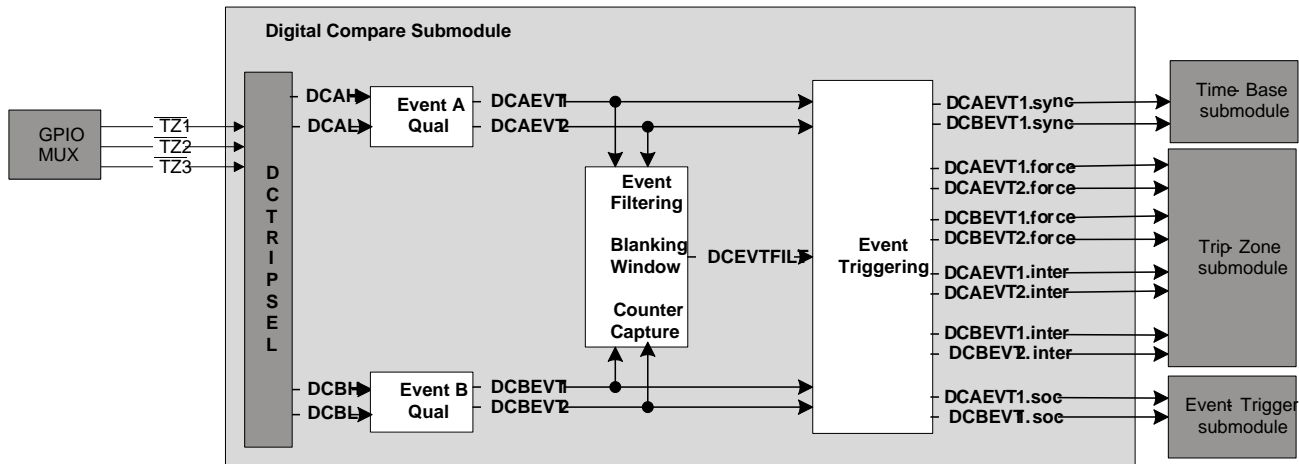 Digital Compare Submodule
GPIO
MUX
TZ1
TZ2
TZ3
D
C
T
R
I
P
S
E
L
DCAH
DCAL
Event A
Qual
DCAEVT1
DCAEVT2
Event
Filtering
Blanking
Window
Counter
Capture
DCEVTFILT
DCBH
DCBL
Event B
Qual
DCBEVT1
DCBEVT2
Event
Triggering
DCAEVT1.sync
DCBEVT1.sync
DCAEVT1.force
DCAEVT2.force
DCBEVT1.force
DCBEVT2.force
DCAEVT1.inter
DCAEVT2.inter
DCBEVT1.inter
DCBEVT2.inter
DCAEVT1.soc
DCBEVT1.soc
Time-Base
submodule
Trip-Zone
submodule
Event-Trigger
submodule